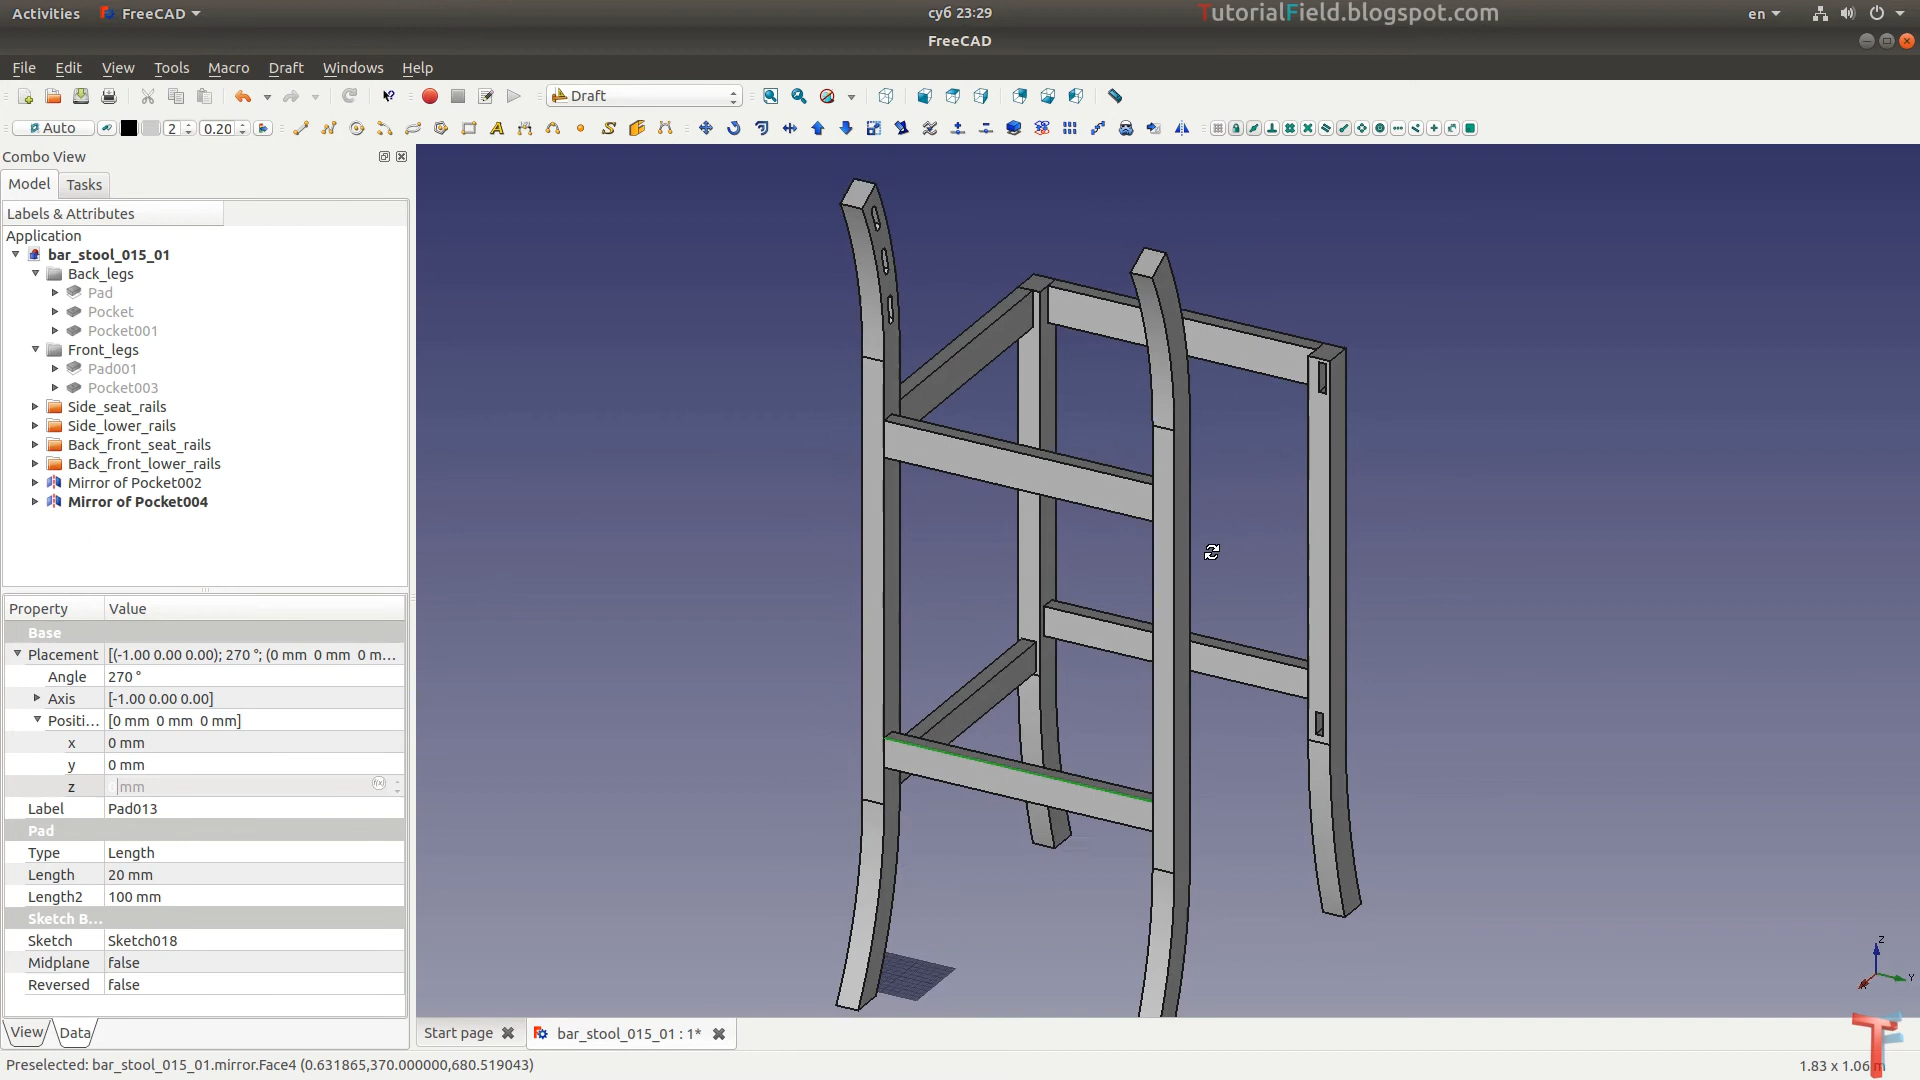 Activities FreeCAD суб 23:29 TutorialField.blogspot.com en
FreeCAD
File Edit View Tools Macro Draft Windows Help
Draft
Auto 2 0.20
Combo View
Model Tasks
Labels & Attributes
Application
bar_stool_015_01
Back_legs
Pad
Pocket
Pocket001
Front_legs
Pad001
Pocket003
Side_seat_rails
Side_lower_rails
Back_front_seat_rails
Back_front_lower_rails
Mirror of Pocket002
Mirror of Pocket004
Property Value
Base
Placement [(-1.00 0.00 0.00); 270 °; (0 mm 0 mm 0 m...
Angle 270 °
Axis [-1.00 0.00 0.00]
Positi... [0 mm 0 mm 0 mm]
x 0 mm
y 0 mm
z mm
Label Pad013
Pad
Type Length
Length 20 mm
Length2 100 mm
Sketch B...
Sketch Sketch018
Midplane false
Reversed false
View Data
Start page bar_stool_015_01 : 1*
Z
Y
Preselected: bar_stool_015_01.mirror.Face4 (0.631865,370.000000,680.519043)
1.83 x 1.06 m